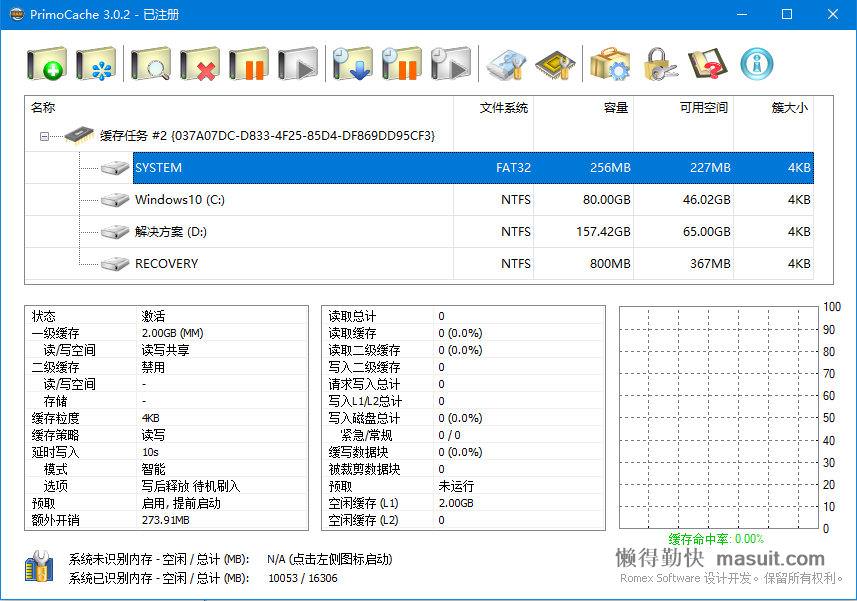 PrimoCache 3.0.2 - 已注册
名称 文件系统 容量 可用空间 簇大小
缓存任务 #2 {037A07DC-D833-4F25-85D4-DF869DD95CF3}
SYSTEM FAT32 256MB 227MB 4KB
Windows10 (C:) NTFS 80.00GB 46.02GB 4KB
解决方案 (D:) NTFS 157.42GB 65.00GB 4KB
RECOVERY NTFS 800MB 367MB 4KB
状态 激活
一级缓存 2.00GB (MM)
读/写空间 读写共享
二级缓存 禁用
读/写空间 -
存储 -
缓存粒度 4KB
缓存策略 读写
延时写入 10s
模式 智能
选项 写后释放 待机刷入
预取 启用, 提前启动
额外开销 273.91MB
读取总计 0
读取缓存 0 (0.0%)
读取二级缓存 0 (0.0%)
写入二级缓存 0
请求写入总计 0
写入L1/L2总计 0
写入磁盘总计 0 (0.0%)
紧急/常规 0 / 0
缓写数据块 0 (0.0%)
被裁剪数据块 0
预取 未运行
空闲缓存 (L1) 2.00GB
空闲缓存 (L2) 0
100
90
80
70
60
50
40
30
20
10
0
缓存命中率: 0.00%
系统未识别内存 - 空闲 / 总计 (MB): N/A (点击左侧图标启动)
系统已识别内存 - 空闲 / 总计 (MB): 10053 / 16306
懒得勤快 masuit.com
Romex Software 设计开发。保留所有权利。